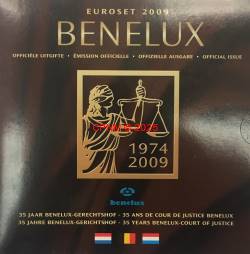 EUROSET 2009
BENELUX
OFFICIËLE UITGIFTE • ÉMISSION OFFICIELLE • OFFIZIELLE AUSGABE • OFFICIAL ISSUE
1974
2009
benelux
35 JAAR BENELUX-GERECHTSHOF - 35 ANS DE COUR DE JUSTICE BENELUX
35 JAHRE BENELUX-GERICHTSHOF - 35 YEARS BENELUX-COURT OF JUSTICE